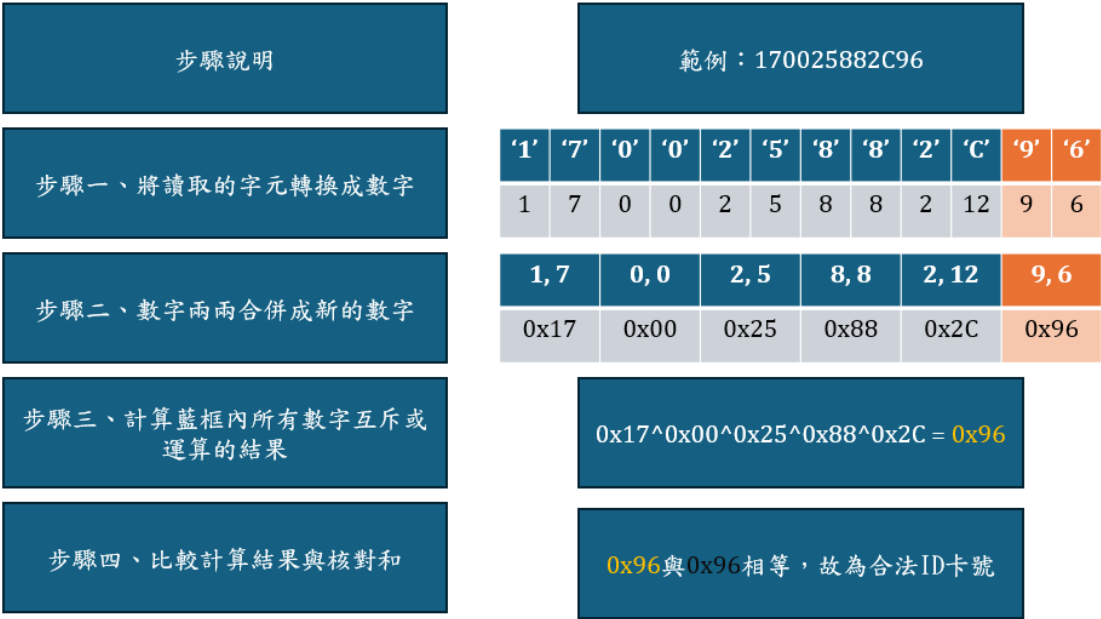 步驟說明
範例：170025882C96
步驟一、將讀取的字元轉換成數字
‘1’ ‘7’ ‘0’ ‘0’ ‘2’ ‘5’ ‘8’ ‘8’ ‘2’ ‘C’ ‘9’ ‘6’
1 7 0 0 2 5 8 8 2 12 9 6
步驟二、數字兩兩合併成新的數字
1, 7 0, 0 2, 5 8, 8 2, 12 9, 6
0x17 0x00 0x25 0x88 0x2C 0x96
步驟三、計算藍框內所有數字互斥或
運算的結果
0x17^0x00^0x25^0x88^0x2C = 0x96
步驟四、比較計算結果與核對和
0x96與0x96相等，故為合法ID卡號